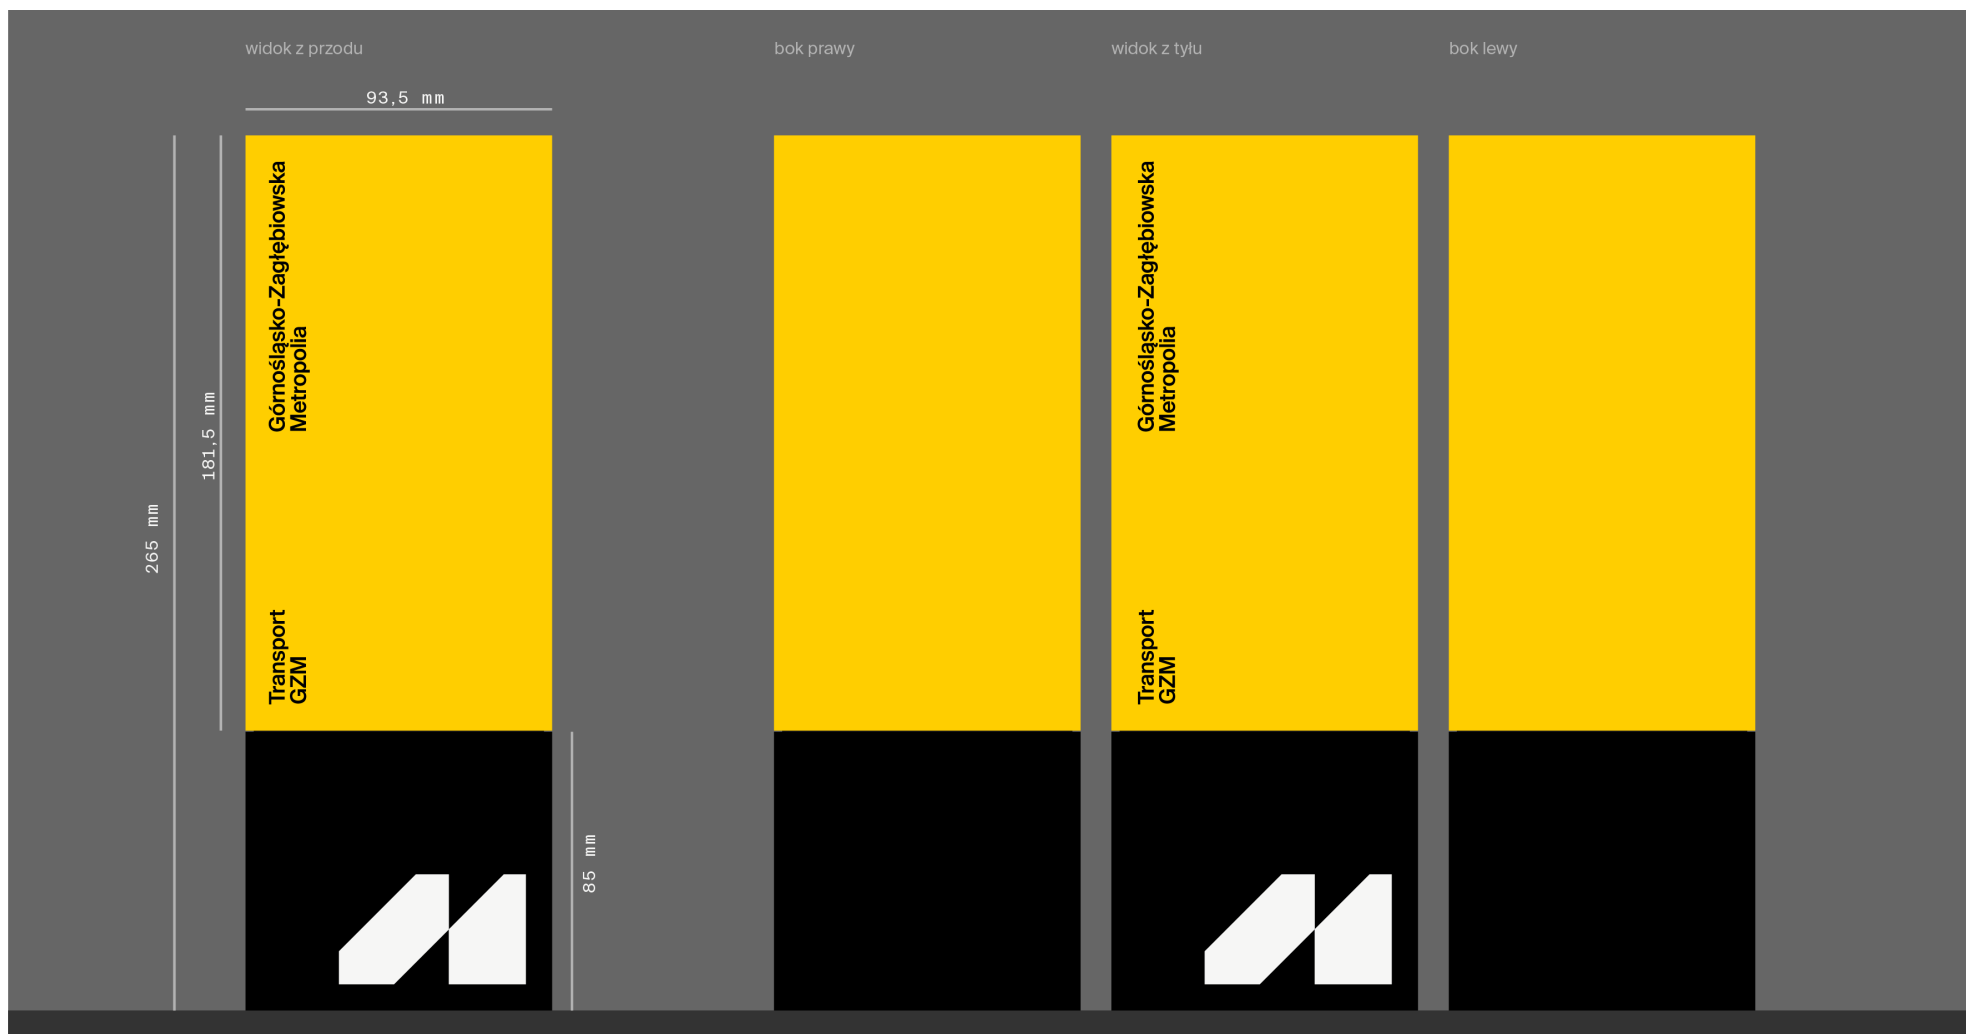 widok z przodu
bok prawy
widok z tyłu
bok lewy
93,5 mm
265 mm
181,5 mm
Górnośląsko-Zagłębiowska
Metropolia
Transport
GZM
85 mm
Górnośląsko-Zagłębiowska
Metropolia
Transport
GZM